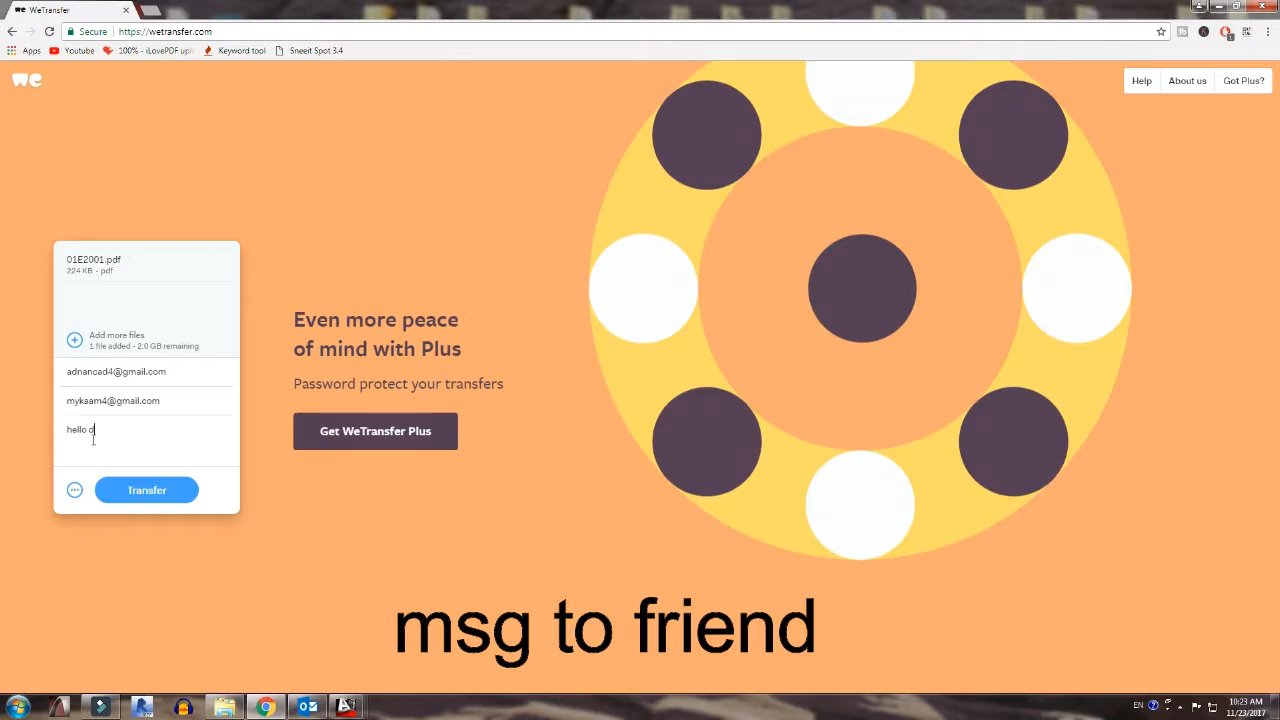 WeTransfer
Secure
https://wetransfer.com
Apps
Youtube
100% - iLovePDF
Keyword tool
Sneeit Spot 3.4
we
Help
About us
Got Plus?
01E2001.pdf
224 KB - pdf
Add more files
1 file added - 2.0 GB remaining
adnancad4@gmail.com
mykaam4@gmail.com
hello d
Transfer
Even more peace
of mind with Plus
Password protect your transfers
Get WeTransfer Plus
msg to friend
EN
10:23 AM
11/23/2017